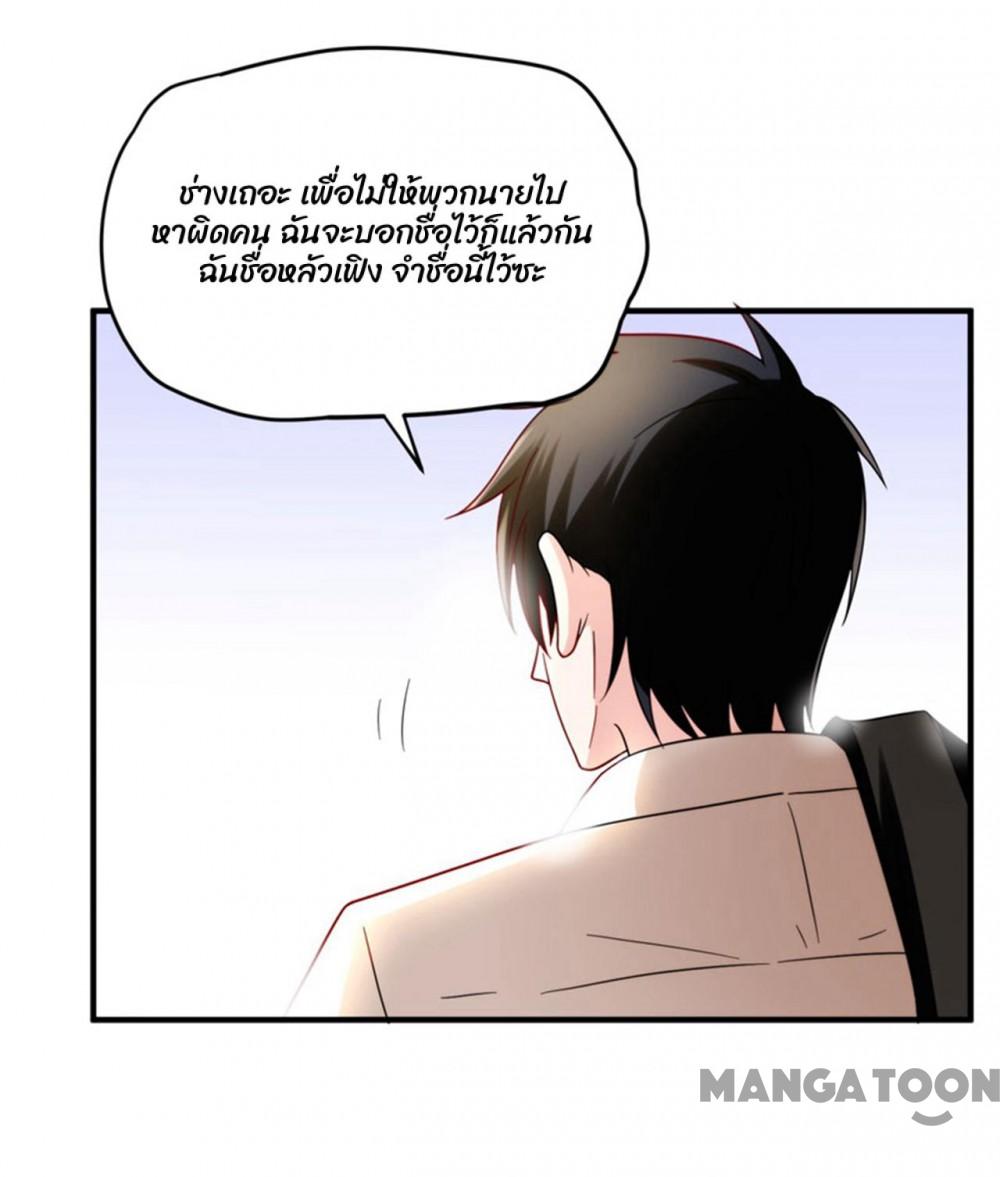 ช่างเถอะ เพื่อไม่ให้พวกนายไป
หาผิดคน ฉันจะบอกชื่อไว้ก็แล้วกัน
ฉันชื่อหลัวเฟิง จำชื่อนี้ไว้ซะ
MANGATOON